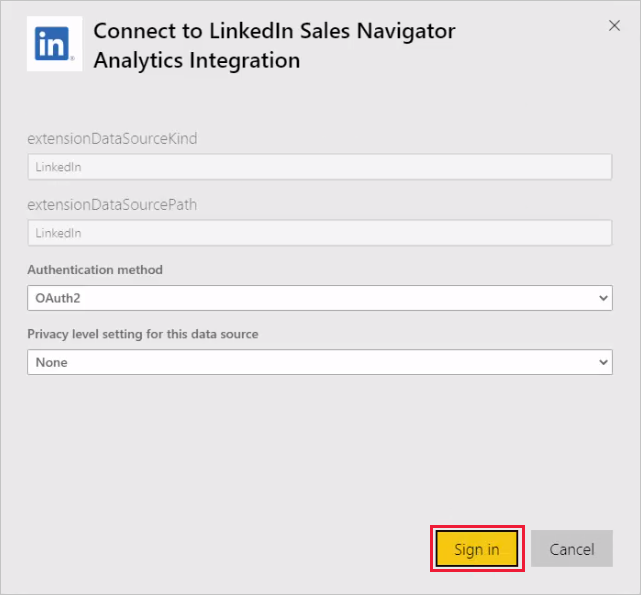 in
Connect to LinkedIn Sales Navigator
Analytics Integration
extensionDataSourceKind
LinkedIn
extensionDataSourcePath
LinkedIn
Authentication method
OAuth2
Privacy level setting for this data source
None
Sign in
Cancel